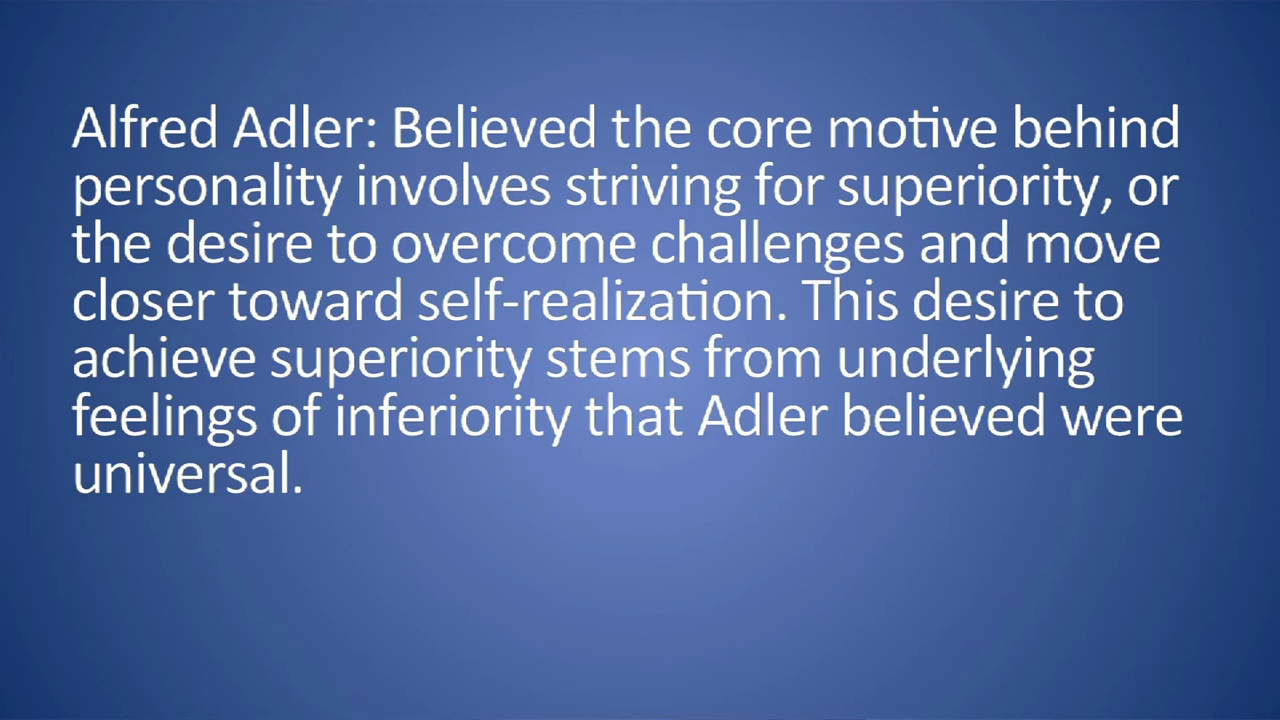 Alfred Adler: Believed the core motive behind
personality involves striving for superiority, or
the desire to overcome challenges and move
closer toward self-realization. This desire to
achieve superiority stems from underlying
feelings of inferiority that Adler believed were
universal.